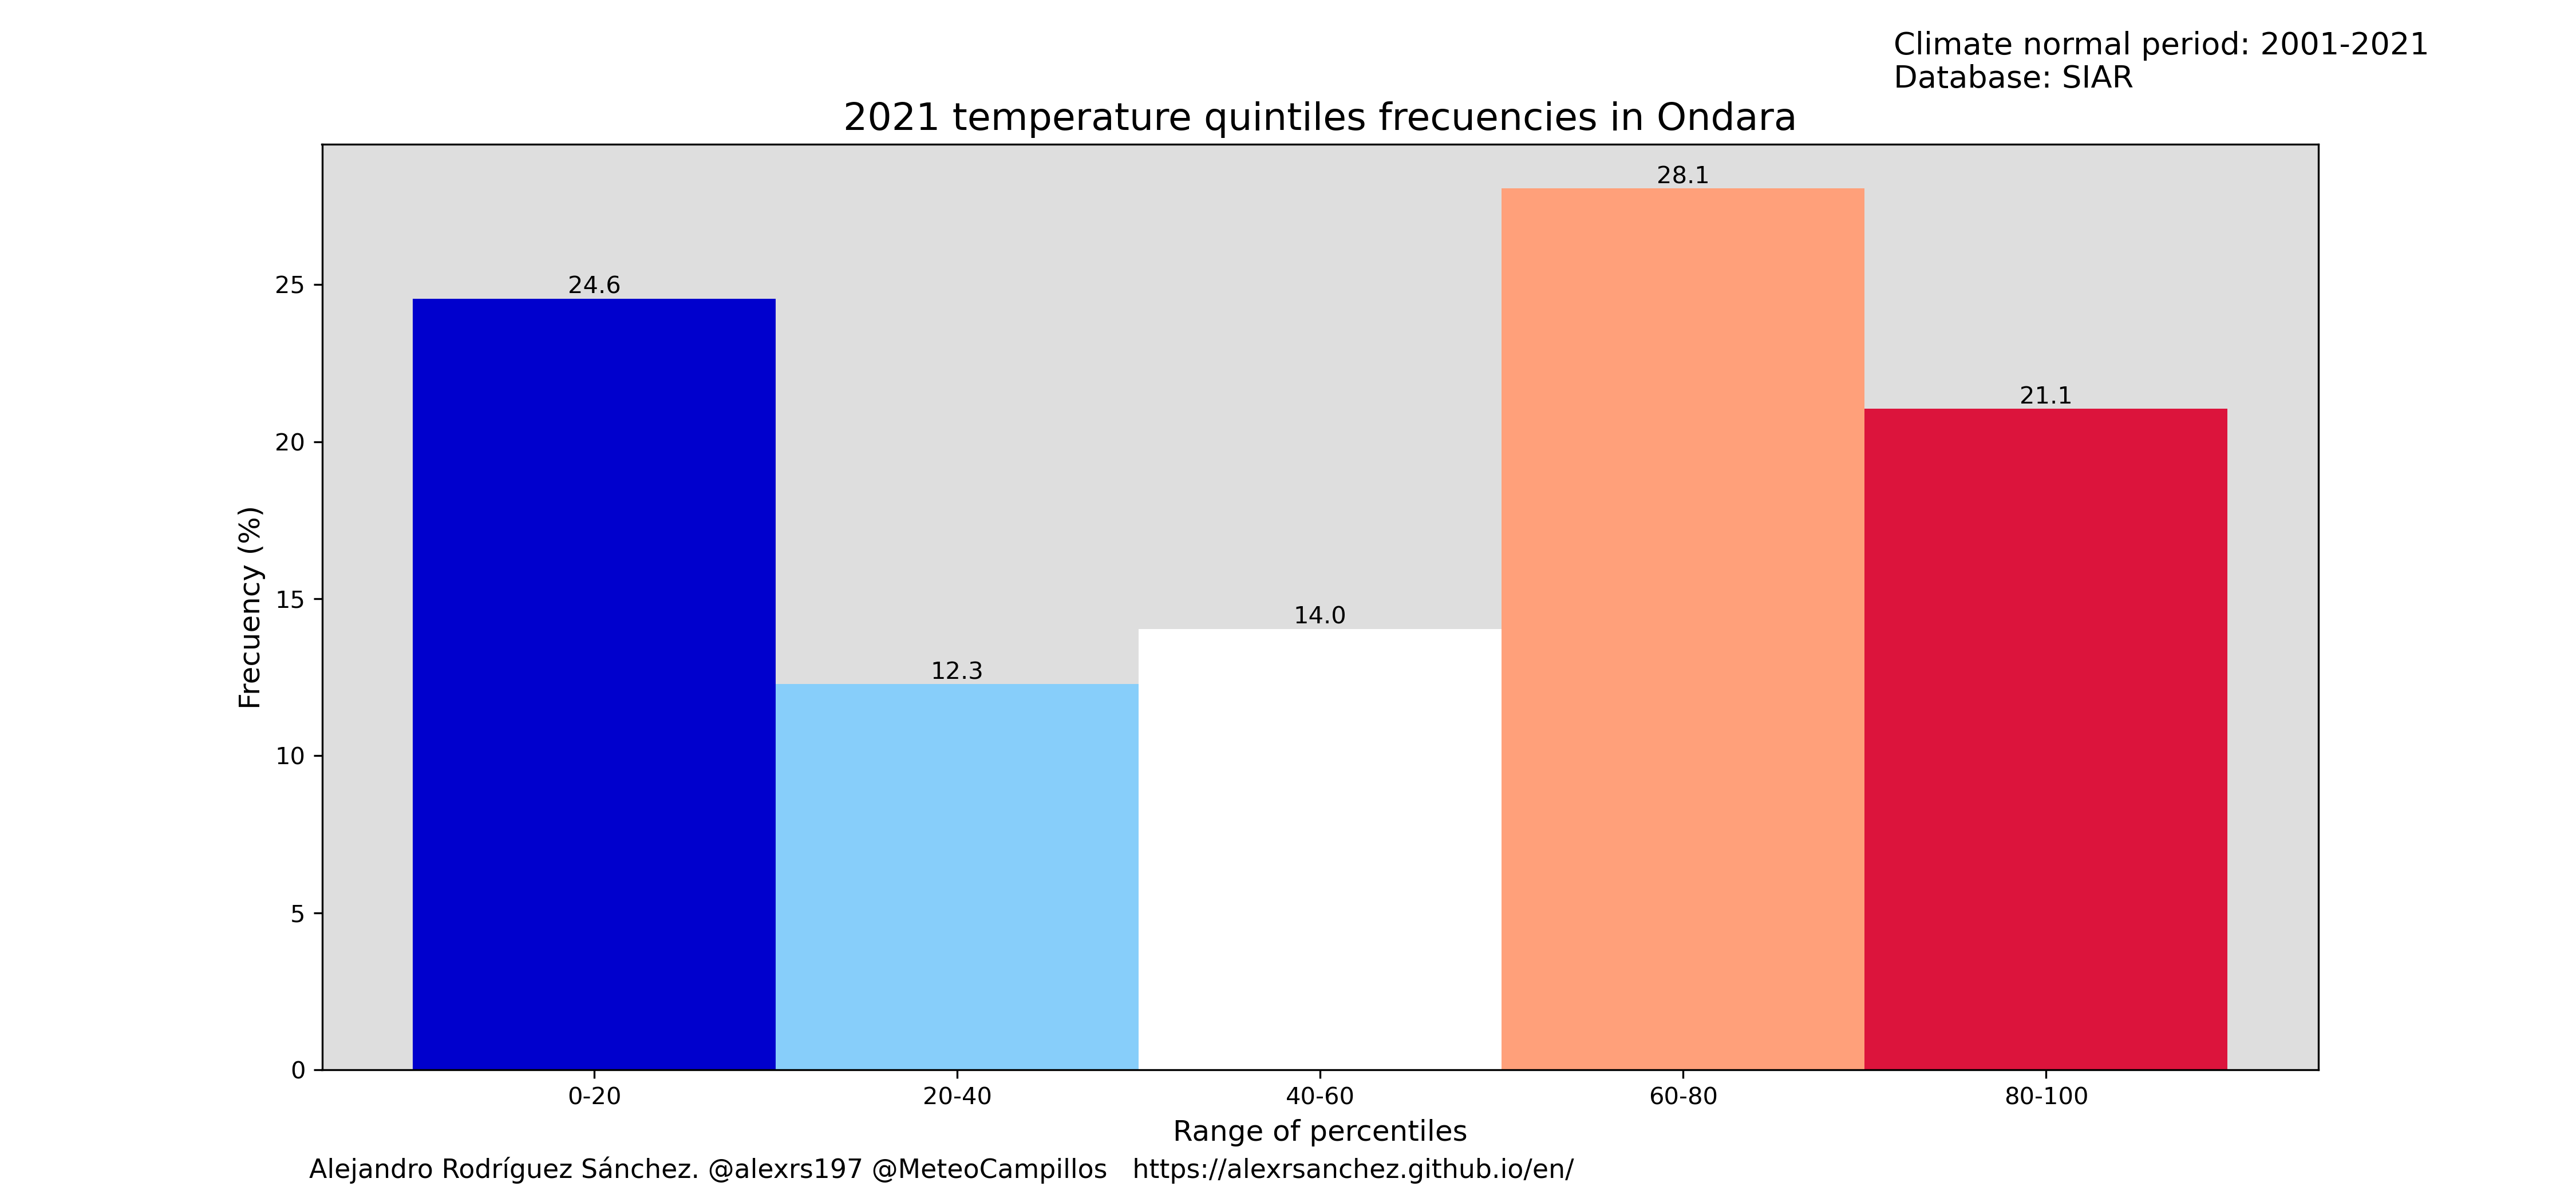 Climate normal period: 2001-2021
Database: SIAR
2021 temperature quintiles frecuencies in Ondara
28.1
25
24.6
21.1
20
Frecuency (%)
15
14.0
12.3
10
5
0
0-20
20-40
40-60
60-80
80-100
Range of percentiles
Alejandro Rodríguez Sánchez. @alexrs197 @MeteoCampillos   https://alexrsanchez.github.io/en/